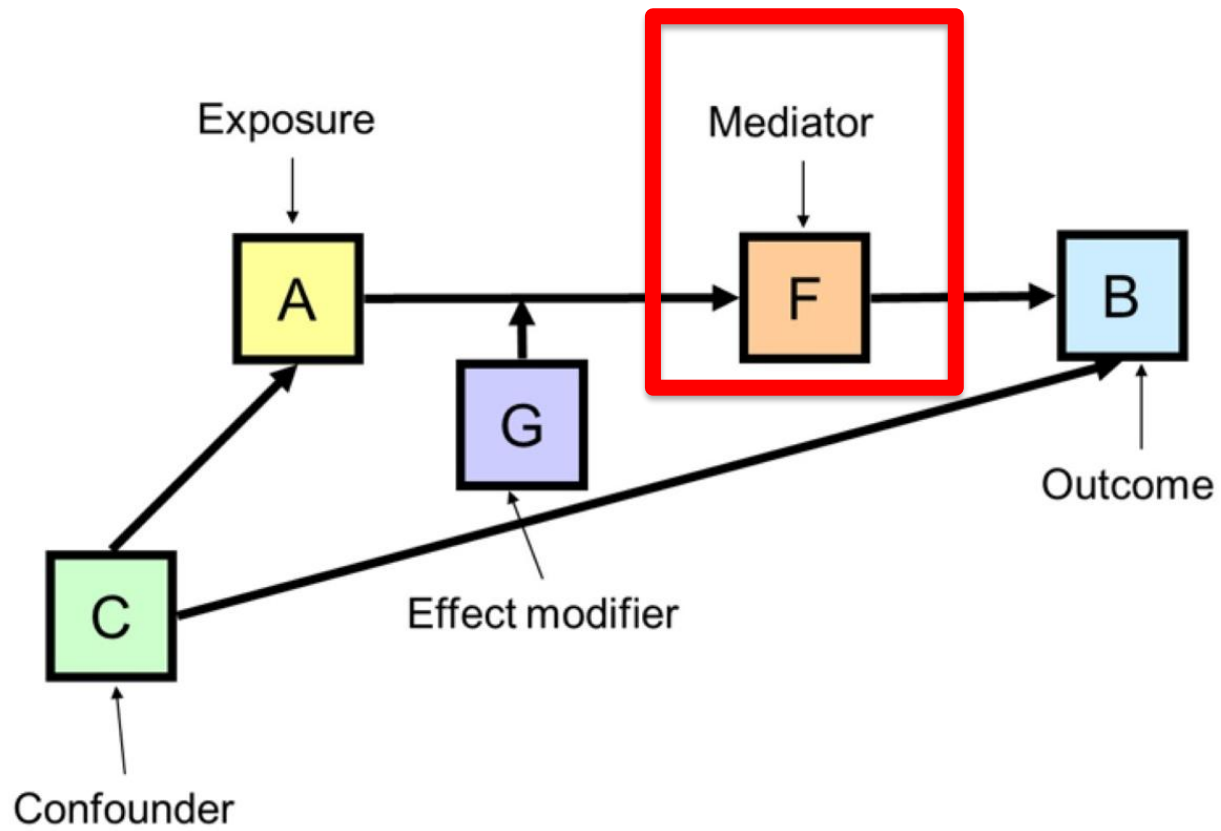 Exposure
Mediator
A
F
B
G
Outcome
Effect modifier
C
Confounder